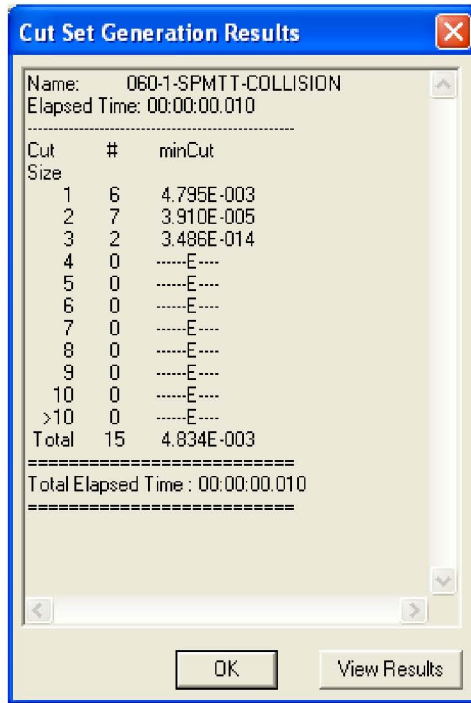 Cut Set Generation Results
Name: 060-1-SPMTT-COLLISION
Elapsed Time: 00:00:00.010
--------------------------------------------------
Cut # minCut
Size
1 6 4.795E-003
2 7 3.910E-005
3 2 3.486E-014
4 0 ------E----
5 0 ------E----
6 0 ------E----
7 0 ------E----
8 0 ------E----
9 0 ------E----
10 0 ------E----
>10 0 ------E----
Total 15 4.834E-003
==========================
Total Elapsed Time : 00:00:00.010
==========================
OK View Results